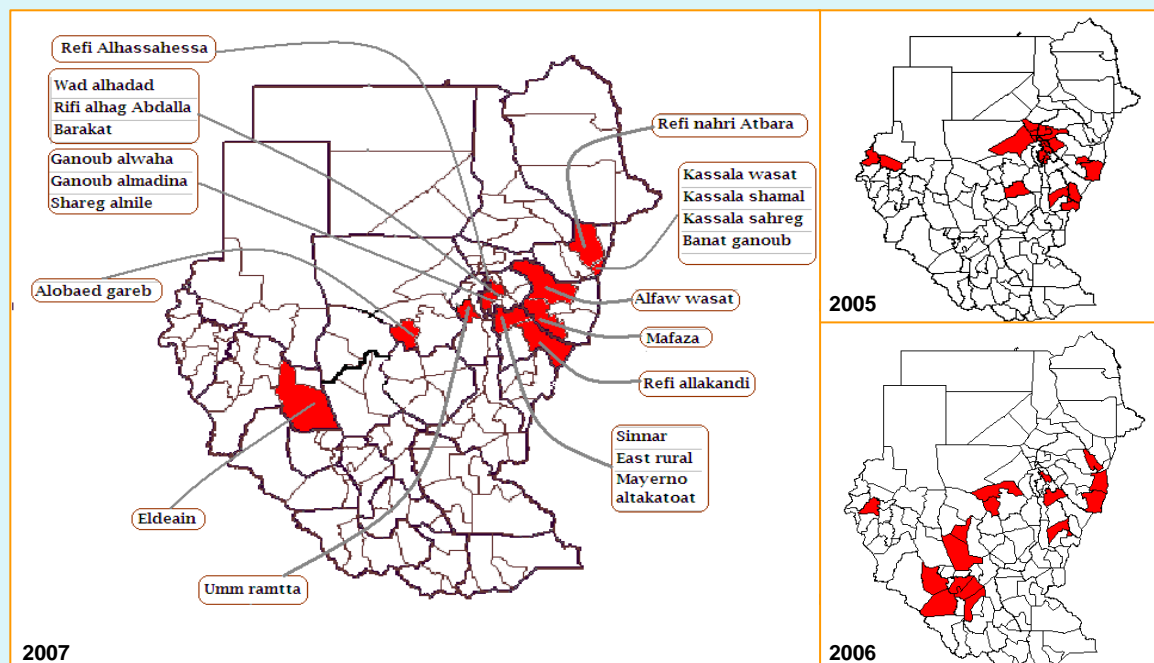 Refi Alhassahessa
Wad alhadad
Rifi alhag Abdalla
Barakat
Ganoub alwaha
Ganoub almadina
Shareg alnile
Alobaed gareb
Eldeain
Umm ramtta
Refi nahri Atbara
Kassala wasat
Kassala shamal
Kassala sahreg
Banat ganoub
Alfaw wasat
Mafaza
Refi allakandi
Sinnar
East rural
Mayerno
altakatoat
2007
2005
2006